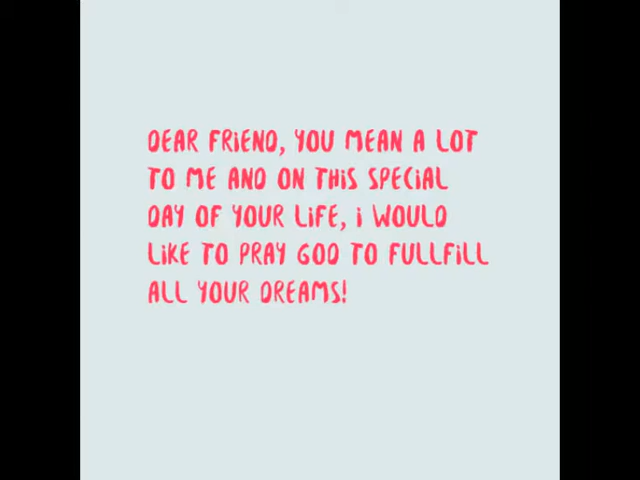 DEAR FRiEND, YOU MEAN A LOT
TO ME AND ON THiS SPECiAL
DAY OF YOUR LiFE, i WOULD
LiKE TO PRAY GOD TO FULLFiLL
ALL YOUR DREAMS!